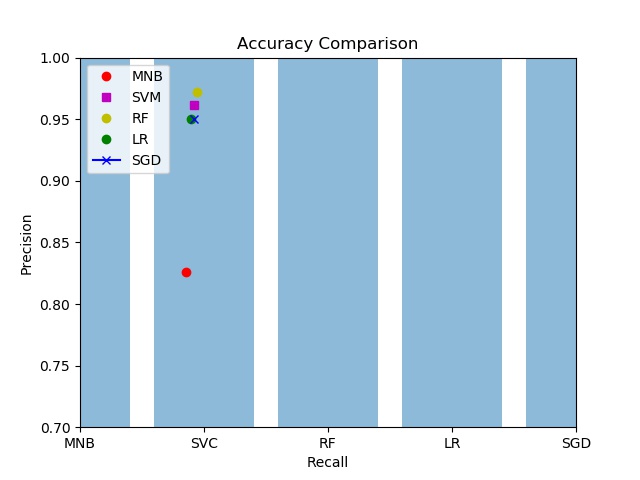 Accuracy Comparison
1.00
0.95
0.90
0.85
0.80
0.75
0.70
Precision
MNB
SVM
RF
LR
SGD
MNB SVC RF LR SGD
Recall